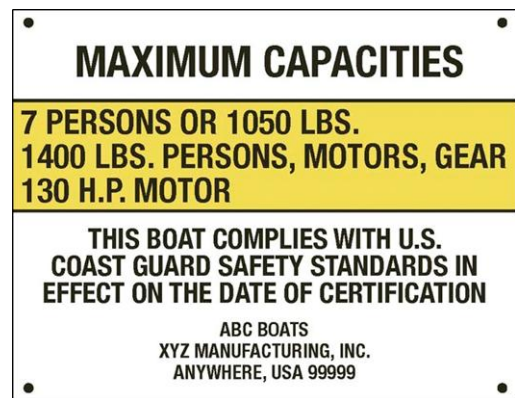 MAXIMUM CAPACITIES
7 PERSONS OR 1050 LBS.
1400 LBS. PERSONS, MOTORS, GEAR
130 H.P. MOTOR
THIS BOAT COMPLIES WITH U.S.
COAST GUARD SAFETY STANDARDS IN
EFFECT ON THE DATE OF CERTIFICATION
ABC BOATS
XYZ MANUFACTURING, INC.
ANYWHERE, USA 99999